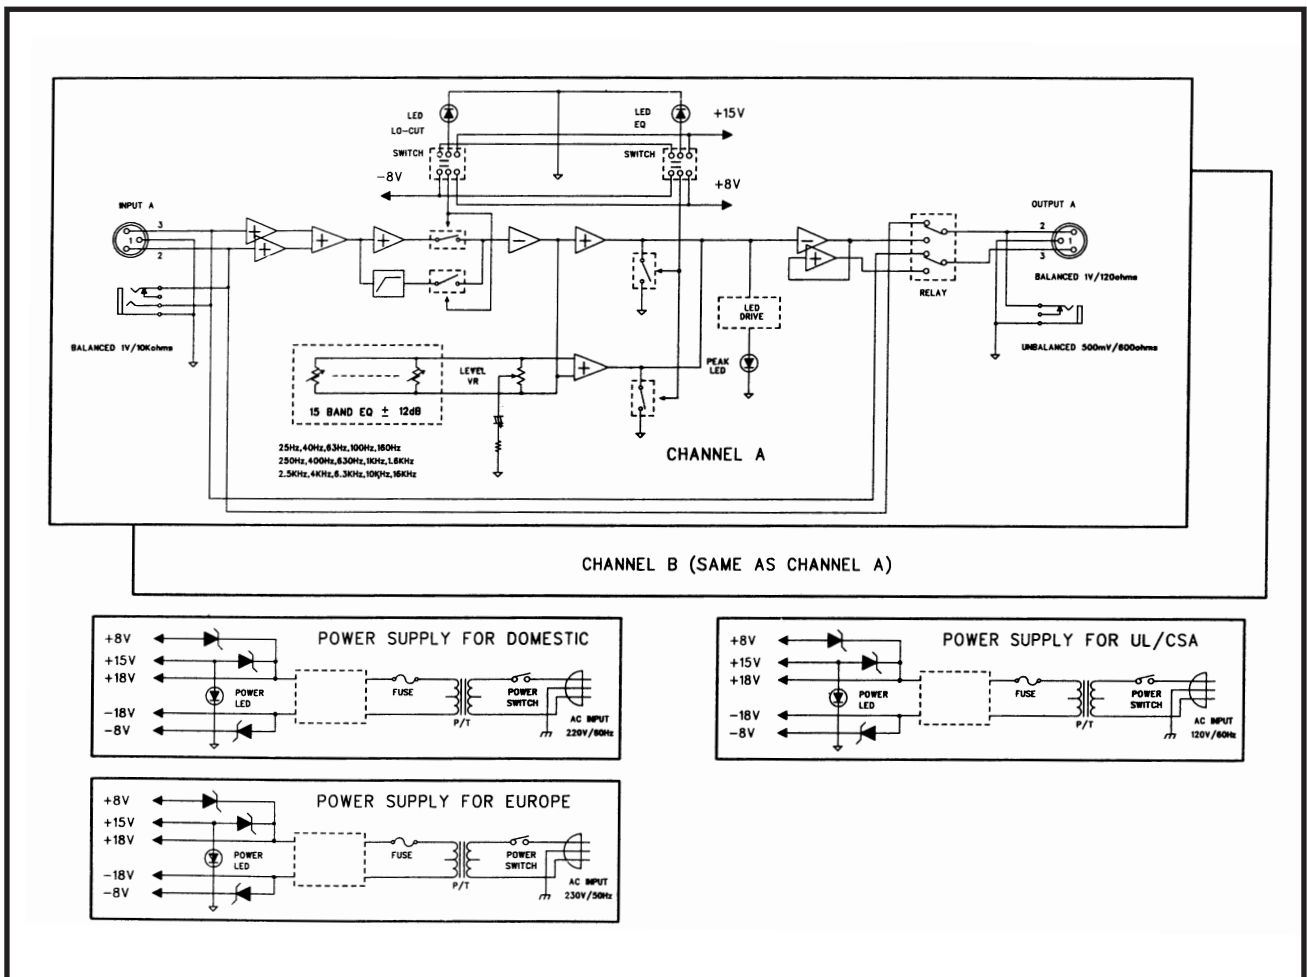 LED
LO-CUT
SWITCH
LED
EQ
SWITCH
+15V
-8V
+8V
INPUT A
3
1
2
BALANCED 1V/10Kohms
OUTPUT A
2
1
3
BALANCED 1V/120ohms
RELAY
UNBALANCED 500mV/600ohms
LED
DRIVE
PEAK
LED
LEVEL
VR
15 BAND EQ ± 12dB
25Hz,40Hz,63Hz,100Hz,160Hz
250Hz,400Hz,630Hz,1KHz,1.6KHz
2.5KHz,4KHz,6.3KHz,10KHz,16KHz
CHANNEL A
CHANNEL B (SAME AS CHANNEL A)
POWER SUPPLY FOR DOMESTIC
+8V
+15V
+18V
-18V
-8V
POWER
LED
FUSE
P/T
POWER
SWITCH
AC INPUT
220V/60Hz
POWER SUPPLY FOR UL/CSA
+8V
+15V
+18V
-18V
-8V
POWER
LED
FUSE
P/T
POWER
SWITCH
AC INPUT
120V/60Hz
POWER SUPPLY FOR EUROPE
+8V
+15V
+18V
-18V
-8V
POWER
LED
FUSE
P/T
POWER
SWITCH
AC INPUT
230V/50Hz